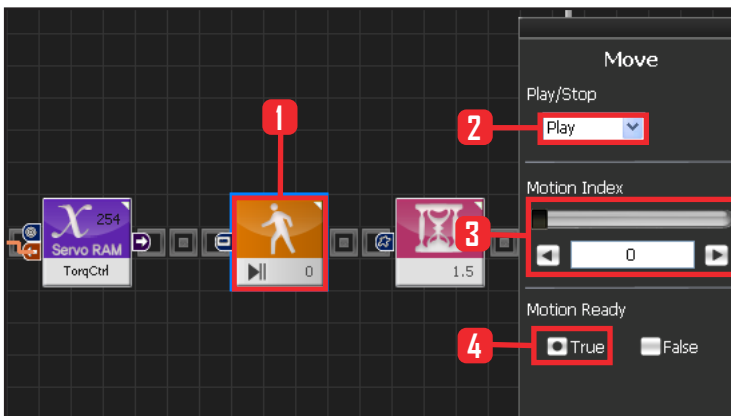 Move
Play/Stop
1
2
Play
Motion Index
3
0
X 254
Servo RAM
TorqCtrl
0
1.5
Motion Ready
4
True
False